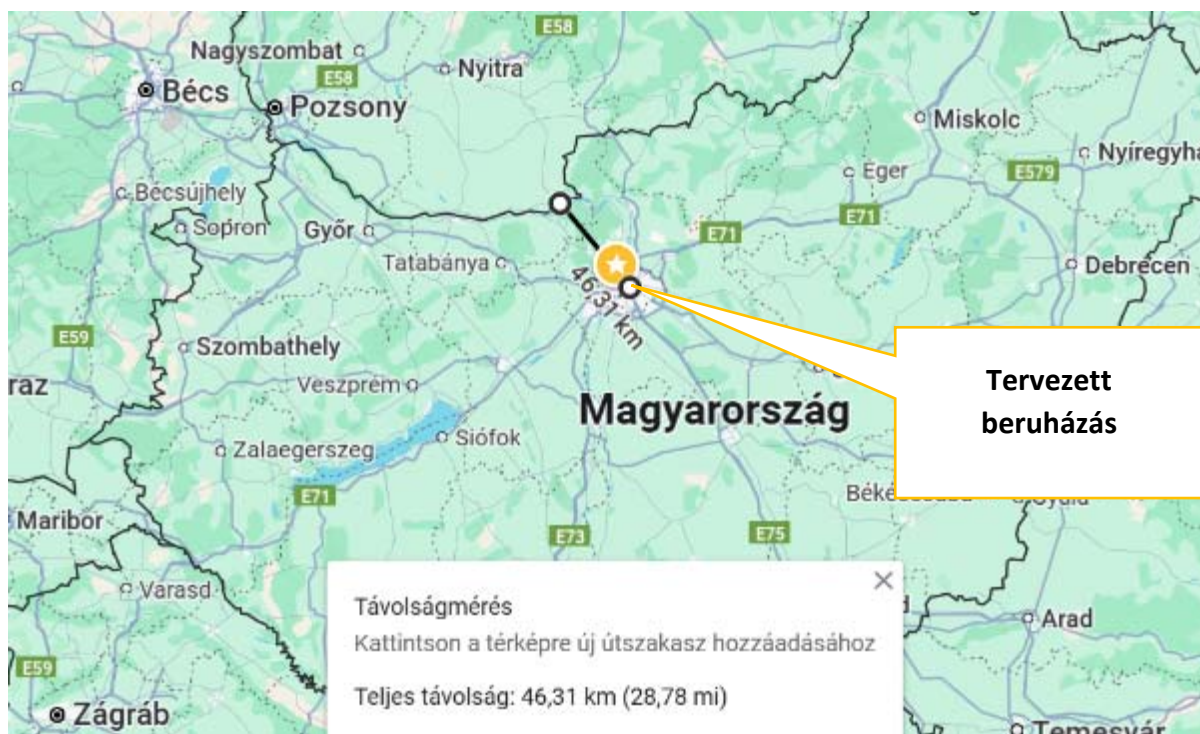 E58
Nagyszombat
E58
Nyitra
Bécs
Pozsony
Miskolc
Nyíregyh
Eger
E579
Bécsújhely
Sopron
Győr
E71
E71
Tatabánya
Debrecen
46,31 km
E59
Szombathely
Tervezett
beruházás
raz
Veszprém
Magyarország
Siófok
Zalaegerszeg
E71
Maribor
E73
E75
Varasd
Távolságmérés
Kattintson a térképre új útszakasz hozzáadásához
Arad
E59
Teljes távolság: 46,31 km (28,78 mi)
Zágráb
Temesvár